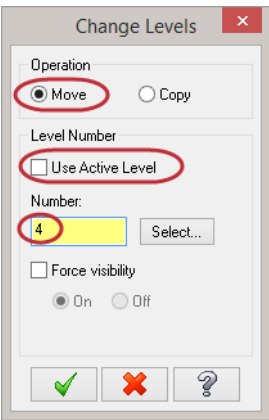 Change Levels
Operation
Move Copy
Level Number
Use Active Level
Number:
4 Select...
Force visibility
On Off